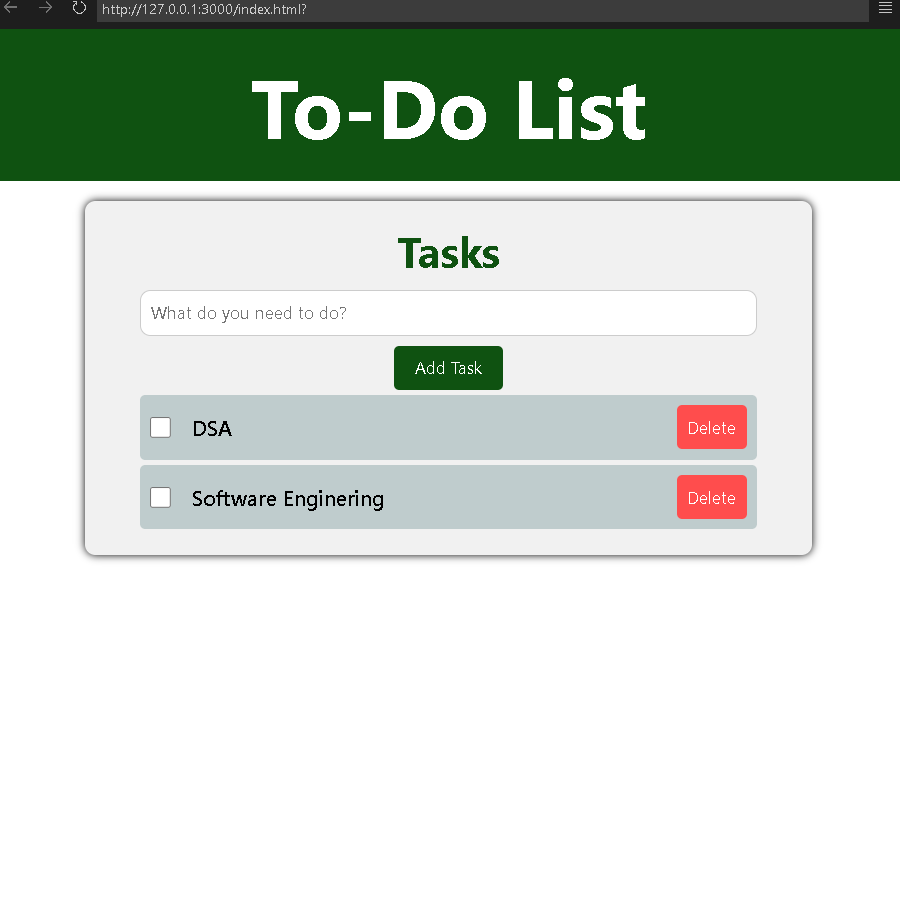 http://127.0.0.1:3000/index.html?
To-Do List
Tasks
What do you need to do?
Add Task
DSA
Delete
Software Enginering
Delete